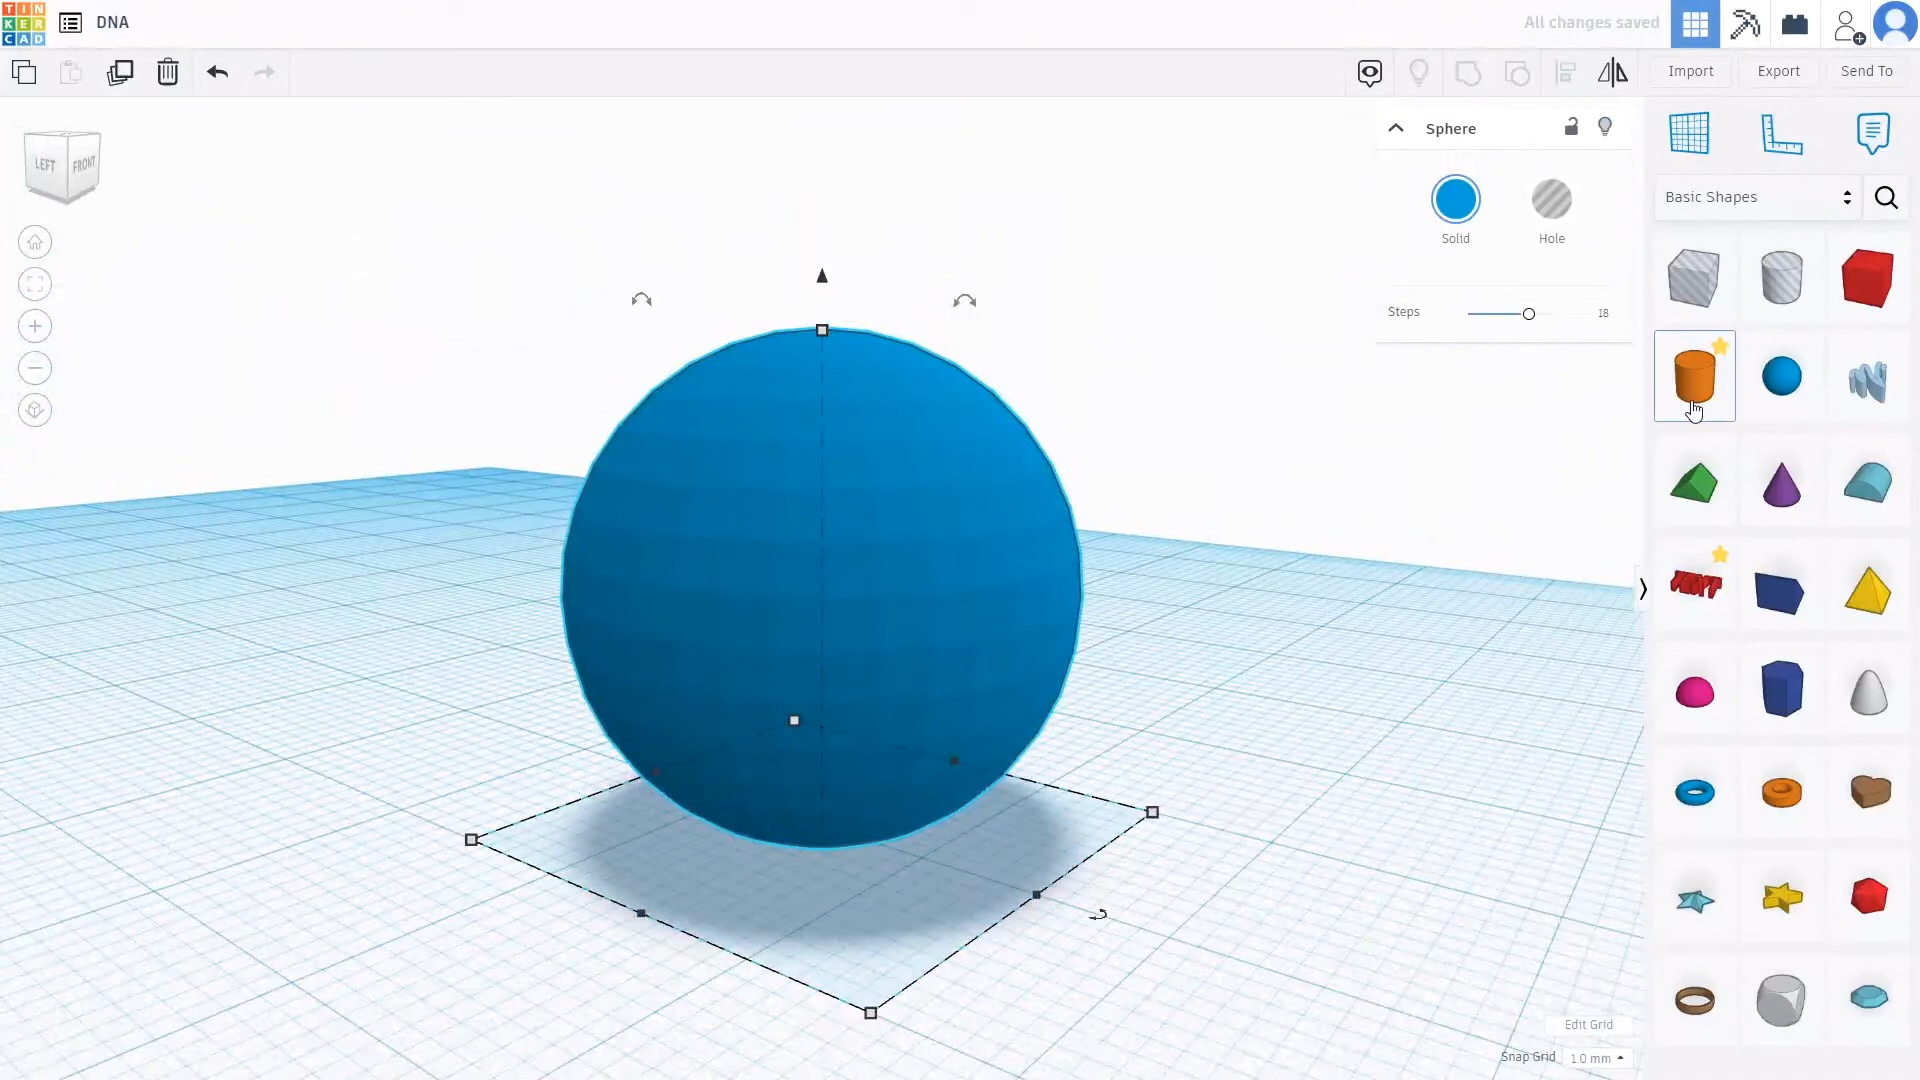 TIN
KER
CAD
DNA
All changes saved
Import
Export
Send To
LEFT
FRONT
Sphere
Solid
Hole
Steps
18
Basic Shapes
TEXT
Edit Grid
Snap Grid
1.0 mm